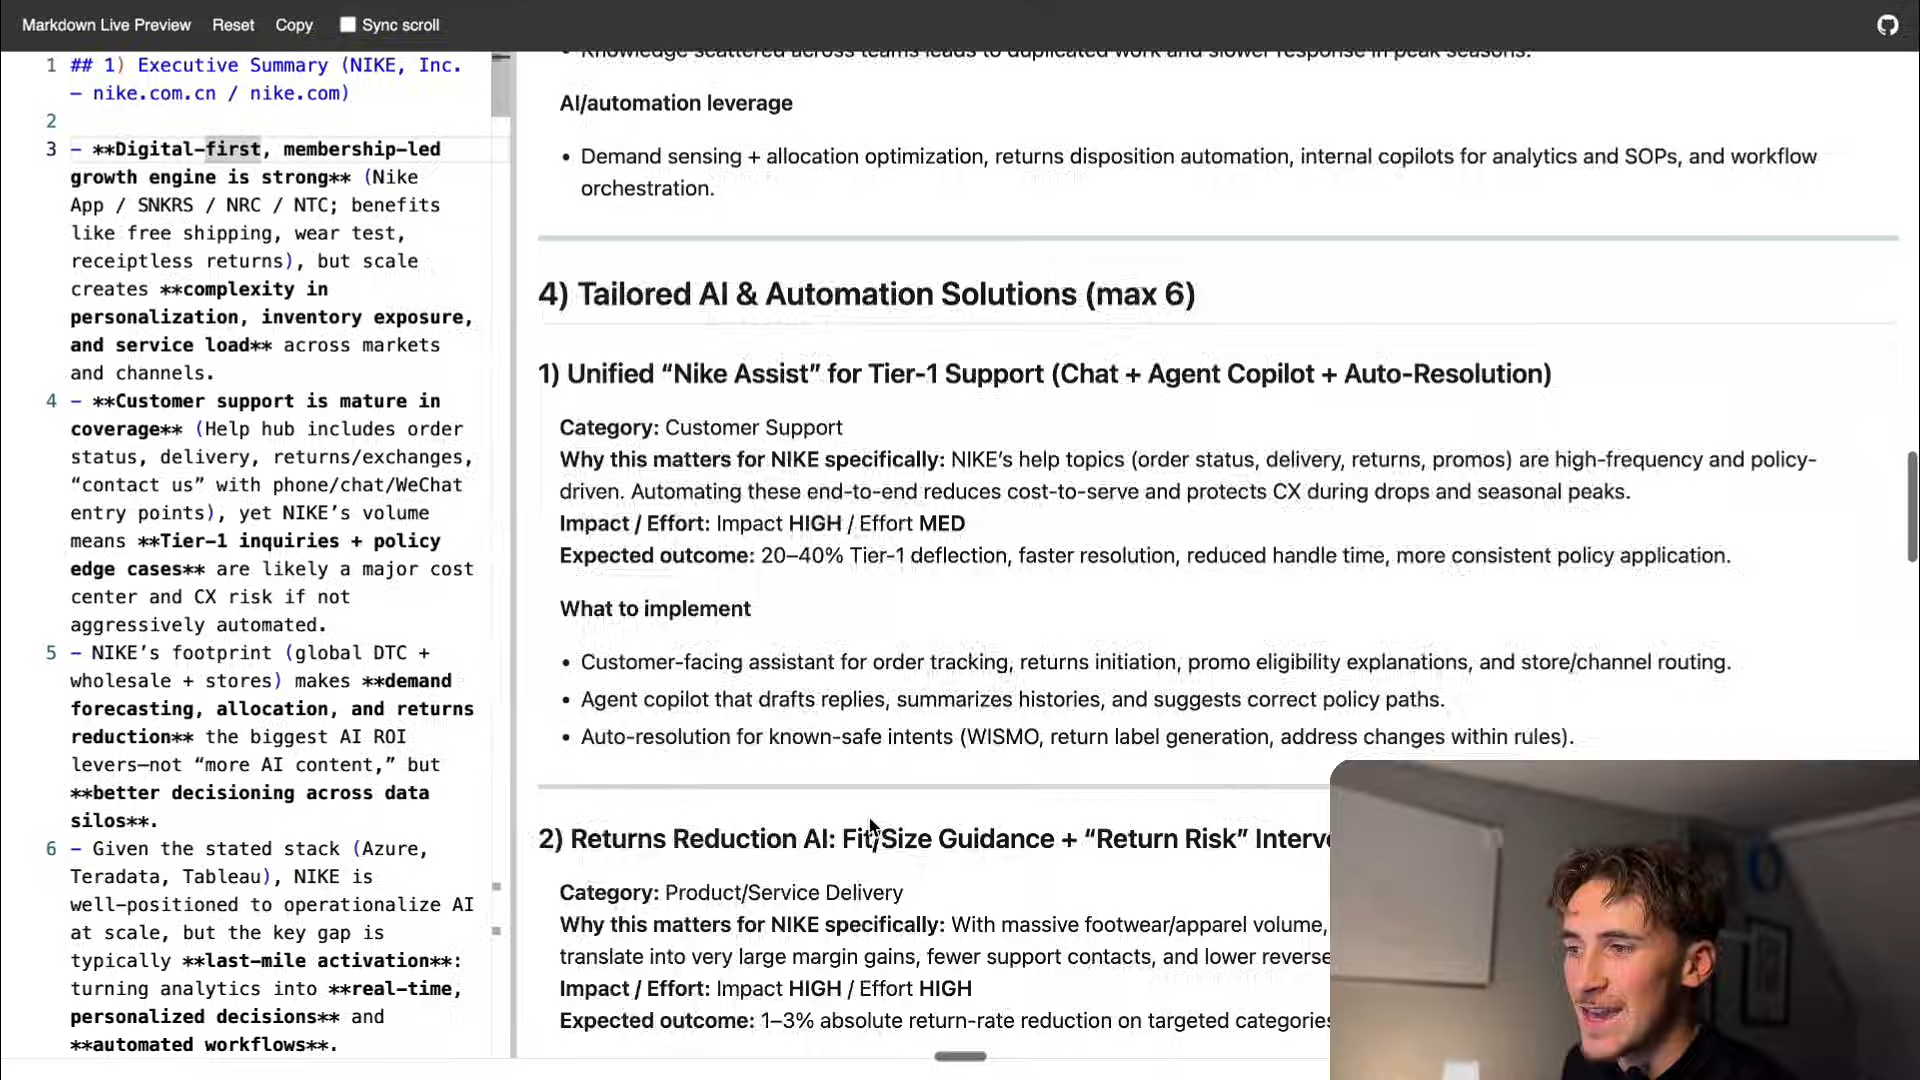 Markdown Live Preview Reset Copy Sync scroll
1 ## 1) Executive Summary (NIKE, Inc.
– nike.com.cn / nike.com)
2
3 - **Digital-first, membership-led
growth engine is strong** (Nike
App / SNKRS / NRC / NTC; benefits
like free shipping, wear test,
receiptless returns), but scale
creates **complexity in
personalization, inventory exposure,
and service load** across markets
and channels.
4 - **Customer support is mature in
coverage** (Help hub includes order
status, delivery, returns/exchanges,
“contact us” with phone/chat/WeChat
entry points), yet NIKE’s volume
means **Tier-1 inquiries + policy
edge cases** are likely a major cost
center and CX risk if not
aggressively automated.
5 - NIKE’s footprint (global DTC +
wholesale + stores) makes **demand
forecasting, allocation, and returns
reduction** the biggest AI ROI
levers—not “more AI content,” but
**better decisioning across data
silos**.
6 - Given the stated stack (Azure,
Teradata, Tableau), NIKE is
well-positioned to operationalize AI
at scale, but the key gap is
typically **last-mile activation**:
turning analytics into **real-time,
personalized decisions** and
**automated workflows**.
• Knowledge scattered across teams leads to duplicated work and slower response in peak seasons.
AI/automation leverage
• Demand sensing + allocation optimization, returns disposition automation, internal copilots for analytics and SOPs, and workflow
orchestration.
4) Tailored AI & Automation Solutions (max 6)
1) Unified “Nike Assist” for Tier-1 Support (Chat + Agent Copilot + Auto-Resolution)
Category: Customer Support
Why this matters for NIKE specifically: NIKE’s help topics (order status, delivery, returns, promos) are high-frequency and policy-
driven. Automating these end-to-end reduces cost-to-serve and protects CX during drops and seasonal peaks.
Impact / Effort: Impact HIGH / Effort MED
Expected outcome: 20–40% Tier-1 deflection, faster resolution, reduced handle time, more consistent policy application.
What to implement
• Customer-facing assistant for order tracking, returns initiation, promo eligibility explanations, and store/channel routing.
• Agent copilot that drafts replies, summarizes histories, and suggests correct policy paths.
• Auto-resolution for known-safe intents (WISMO, return label generation, address changes within rules).
2) Returns Reduction AI: Fit/Size Guidance + “Return Risk” Interv
Category: Product/Service Delivery
Why this matters for NIKE specifically: With massive footwear/apparel volume,
translate into very large margin gains, fewer support contacts, and lower reverse
Impact / Effort: Impact HIGH / Effort HIGH
Expected outcome: 1–3% absolute return-rate reduction on targeted categories